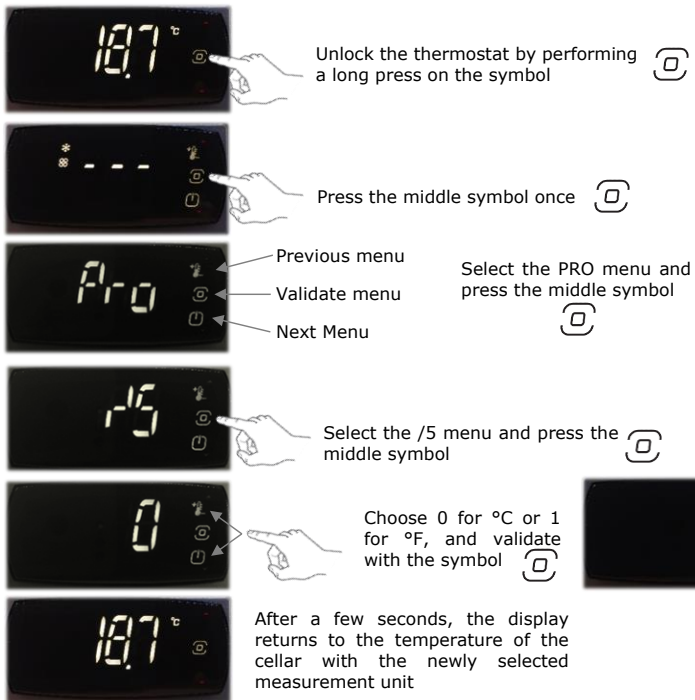 18.7 °C
Unlock the thermostat by performing
a long press on the symbol
- - -
Press the middle symbol once
Pro
Previous menu
Validate menu
Next Menu
Select the PRO menu and
press the middle symbol
/5
Select the /5 menu and press the
middle symbol
0
Choose 0 for °C or 1
for °F, and validate
with the symbol
18.7 °C
After a few seconds, the display
returns to the temperature of the
cellar with the newly selected
measurement unit